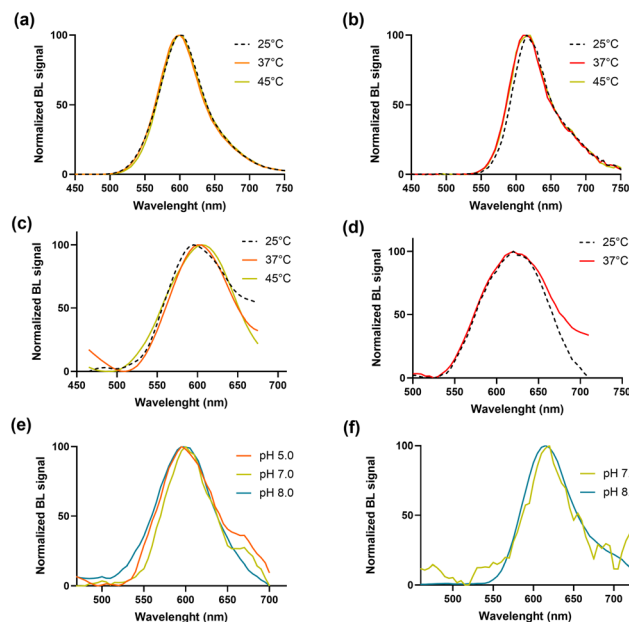 (a)
Normalized BL signal
100
50
0
450 500 550 600 650 700 750
Wavelenght (nm)
25°C
37°C
45°C
(b)
Normalized BL signal
100
50
0
450 500 550 600 650 700 750
Wavelenght (nm)
25°C
37°C
45°C
(c)
Normalized BL signal
100
50
0
450 500 550 600 650 700
Wavelenght (nm)
25°C
37°C
45°C
(d)
Normalized BL signal
100
50
0
500 550 600 650 700 750
Wavelenght (nm)
25°C
37°C
(e)
Normalized BL signal
100
50
0
500 550 600 650 700
Wavelenght (nm)
pH 5.0
pH 7.0
pH 8.0
(f)
Normalized BL signal
100
50
0
500 550 600 650 700
Wavelenght (nm)
pH 7
pH 8